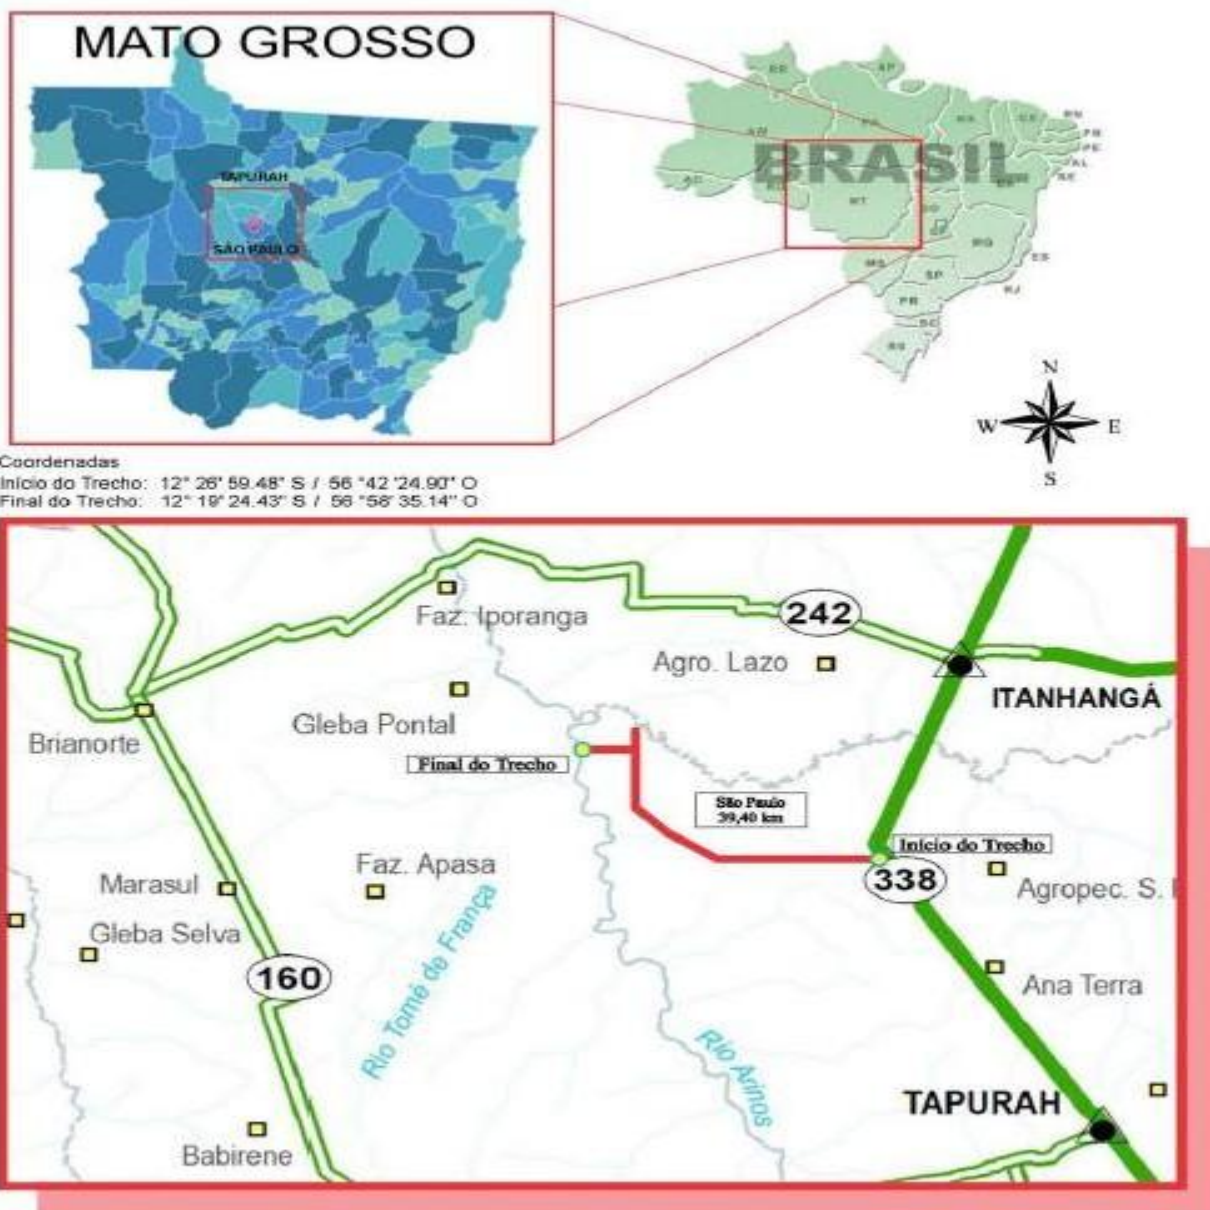 MATO GROSSO
TAPURAH
SÃO PAULO
BRASIL
RR
AP
AM
PA
MA
CE
RN
PB
PE
AL
SE
AC
RO
MT
GO
DF
BA
MG
ES
MS
SP
RJ
PR
SC
RS
N
W
E
S
Coordenadas
Início do Trecho: 12° 26' 59.48" S / 56 °42 '24.90" O
Final do Trecho: 12° 19' 24.43" S / 56 °58' 35.14" O
Faz. Iporanga
242
Agro. Lazo
ITANHANGÁ
Gleba Pontal
Brianorte
Final do Trecho
São Paulo
39,40 km
Início do Trecho
338
Faz. Apasa
Marasul
Agropec. S.
Gleba Selva
160
Ana Terra
Rio Tomé de França
Rio Arinos
TAPURAH
Babirene